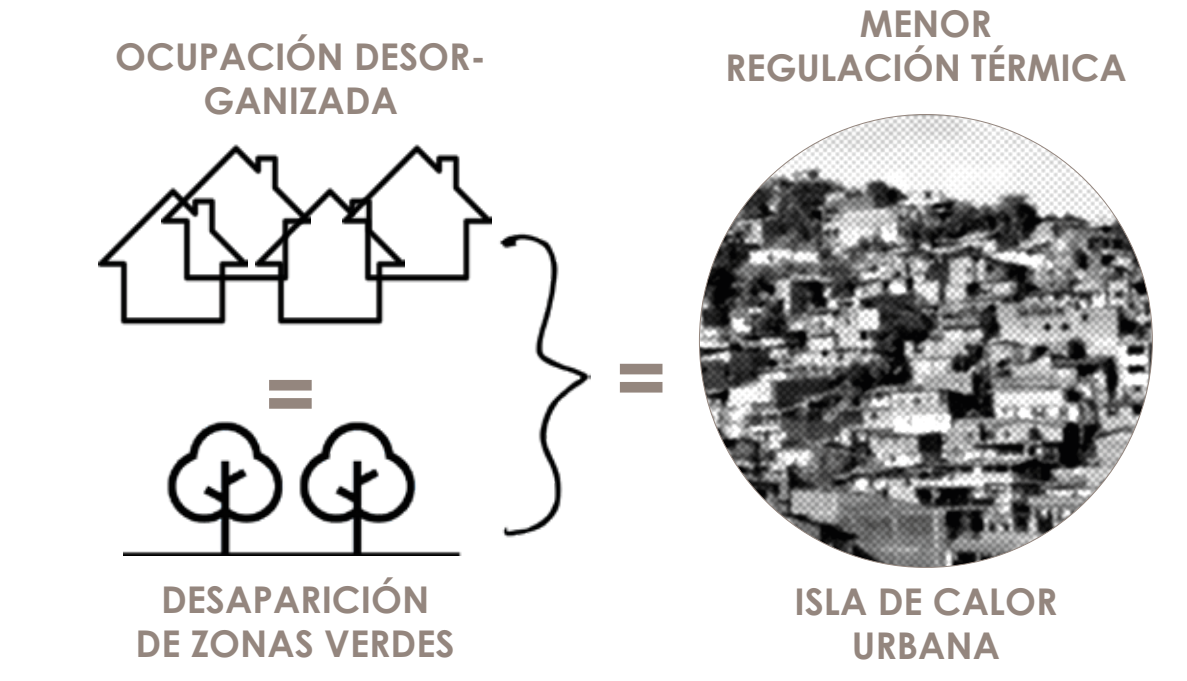 OCUPACIÓN DESOR-
GANIZADA
=
DESAPARICIÓN
DE ZONAS VERDES
=
MENOR
REGULACIÓN TÉRMICA
ISLA DE CALOR
URBANA